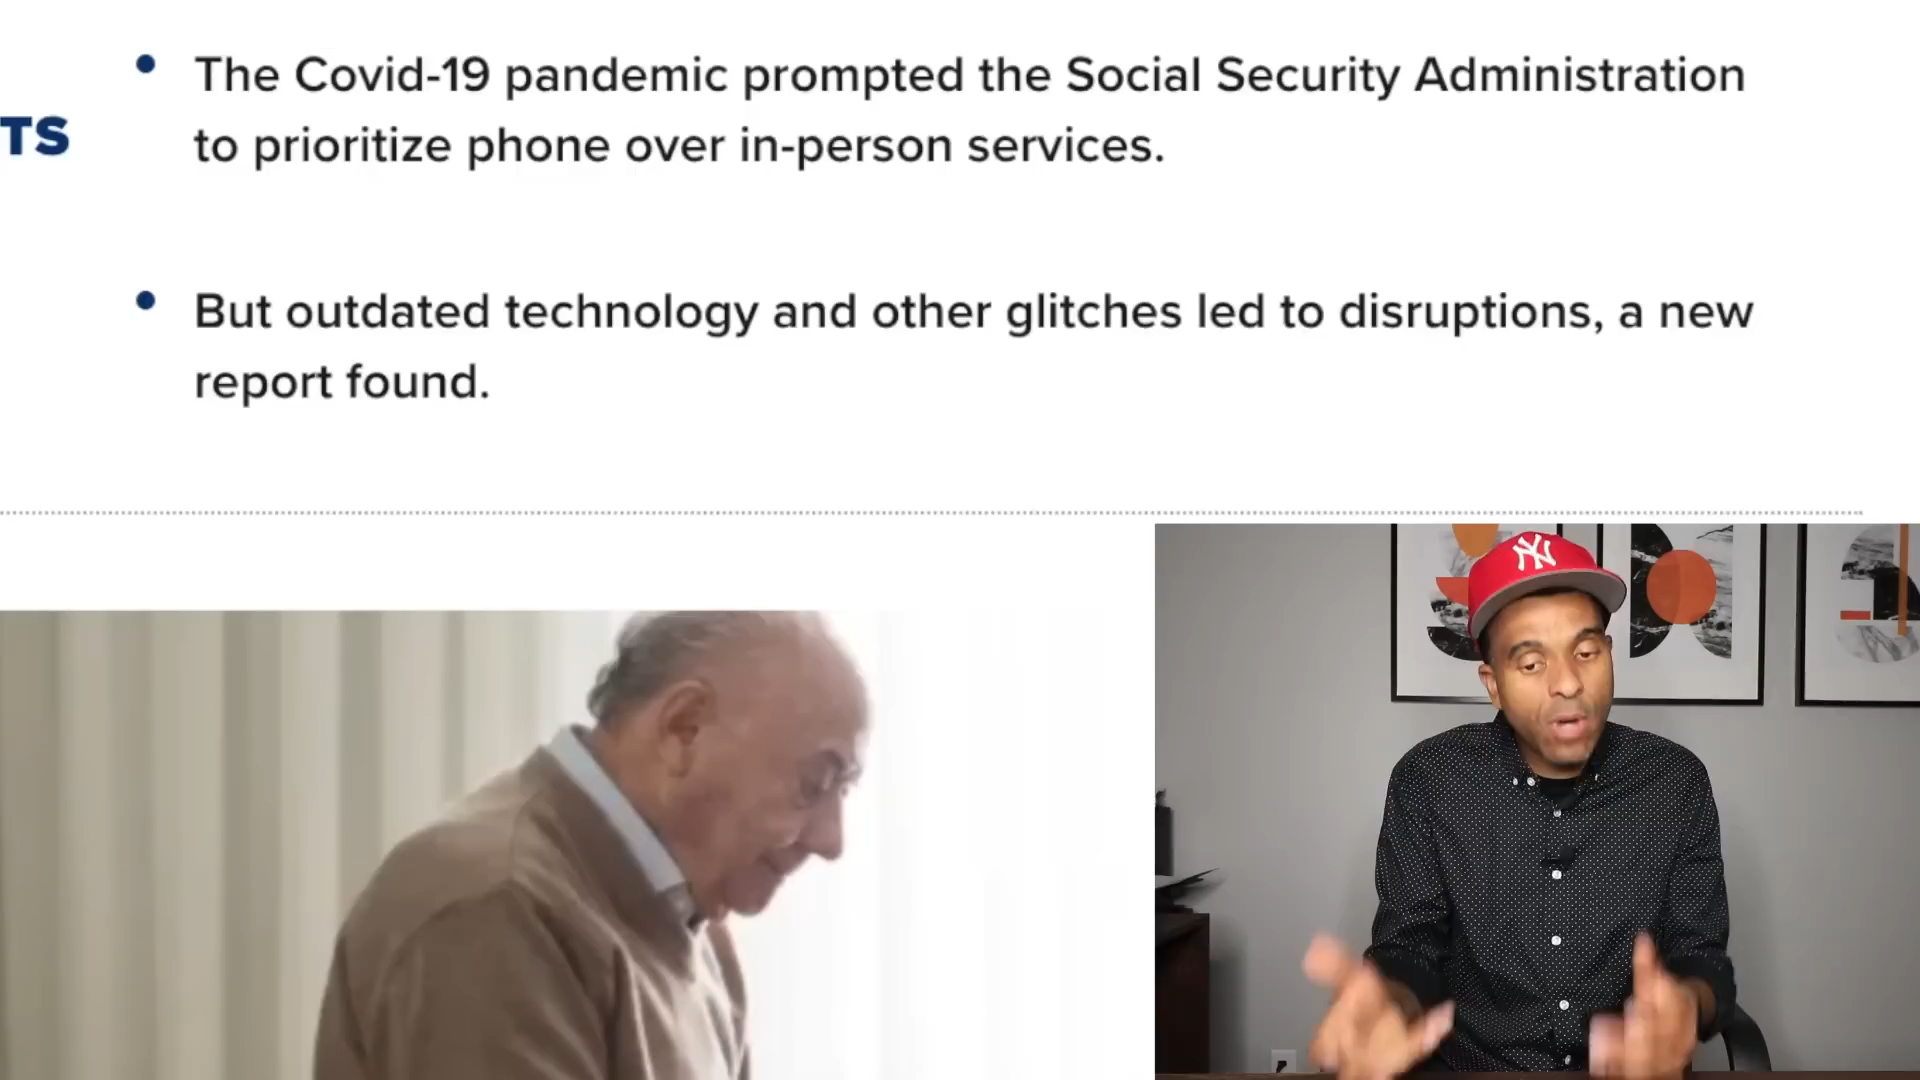 The Covid-19 pandemic prompted the Social Security Administration
to prioritize phone over in-person services.
TS
But outdated technology and other glitches led to disruptions, a new
report found.
NY